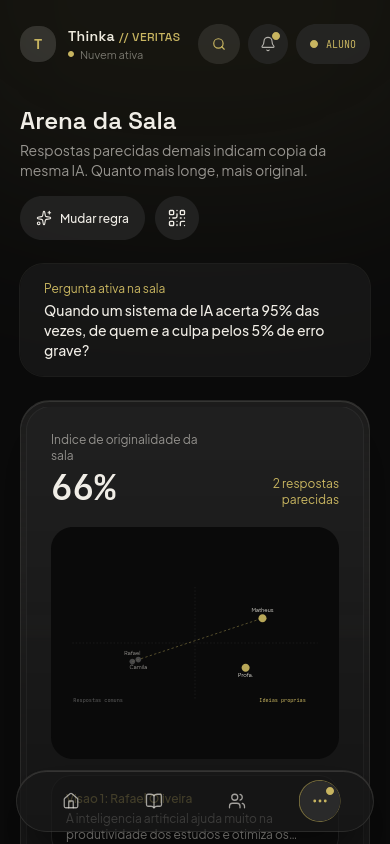 T
Thinka // VERITAS
Nuvem ativa
ALUNO
Arena da Sala
Respostas parecidas demais indicam copia da
mesma IA. Quanto mais longe, mais original.
Mudar regra
Pergunta ativa na sala
Quando um sistema de IA acerta 95% das
vezes, de quem e a culpa pelos 5% de erro
grave?
Indice de originalidade da
sala
66%
2 respostas
parecidas
Matheus
Rafael
Camila
Profa.
Respostas comuns
Ideias proprias
1: Rafael Oliveira
A inteligencia artificial ajuda muito na
produtividade dos estudos e otimiza os...